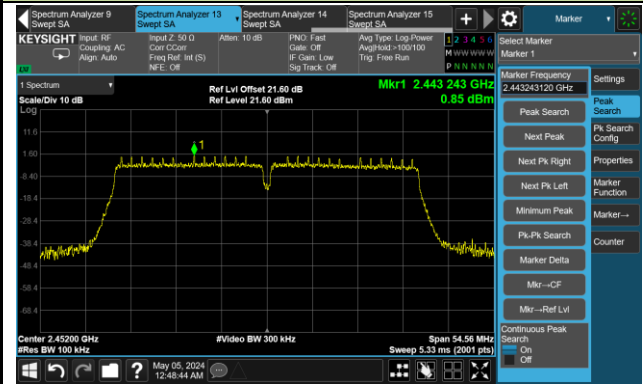 Spectrum Analyzer 9
Swept SA
Spectrum Analyzer 13
Swept SA
Spectrum Analyzer 14
Swept SA
Spectrum Analyzer 15
Swept SA
+
Marker
KEYSIGHT
Input: RF
Coupling: AC
Align: Auto
Input Z: 50 Ω
Corr CCorr
Freq Ref: Int (S)
NFE: Off
Atten: 10 dB
PNO: Fast
Gate: Off
IF Gain: Low
Sig Track: Off
Avg Type: Log-Power
Avg|Hold:>100/100
Trig: Free Run
1 2 3 4 5 6
M W W W W W
P N N N N N
Select Marker
Marker 1
1 Spectrum
Scale/Div 10 dB
Log
Ref Lvl Offset 21.60 dB
Ref Level 21.60 dBm
Mkr1 2.443 243 GHz
0.85 dBm
11.6
1.60
-8.40
-18.4
-28.4
-38.4
-48.4
-58.4
-68.4
1
Center 2.45200 GHz
#Res BW 100 kHz
#Video BW 300 kHz
Span 54.56 MHz
Sweep 5.33 ms (2001 pts)
Marker Frequency
2.443243120 GHz
Peak Search
Next Peak
Next Pk Right
Next Pk Left
Minimum Peak
Pk-Pk Search
Marker Delta
Mkr→CF
Mkr→Ref Lvl
Continuous Peak
Search
On
Off
Settings
Peak
Search
Pk Search
Config
Properties
Marker
Function
Marker→
Counter
?
May 05, 2024
12:48:44 AM